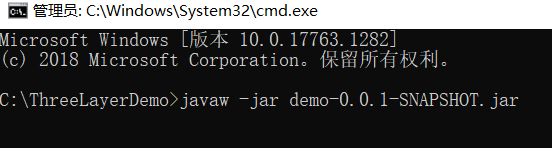 管理员: C:\Windows\System32\cmd.exe
Microsoft Windows [版本 10.0.17763.1282]
(c) 2018 Microsoft Corporation。保留所有权利。
C:\ThreeLayerDemo>javaw -jar demo-0.0.1-SNAPSHOT.jar